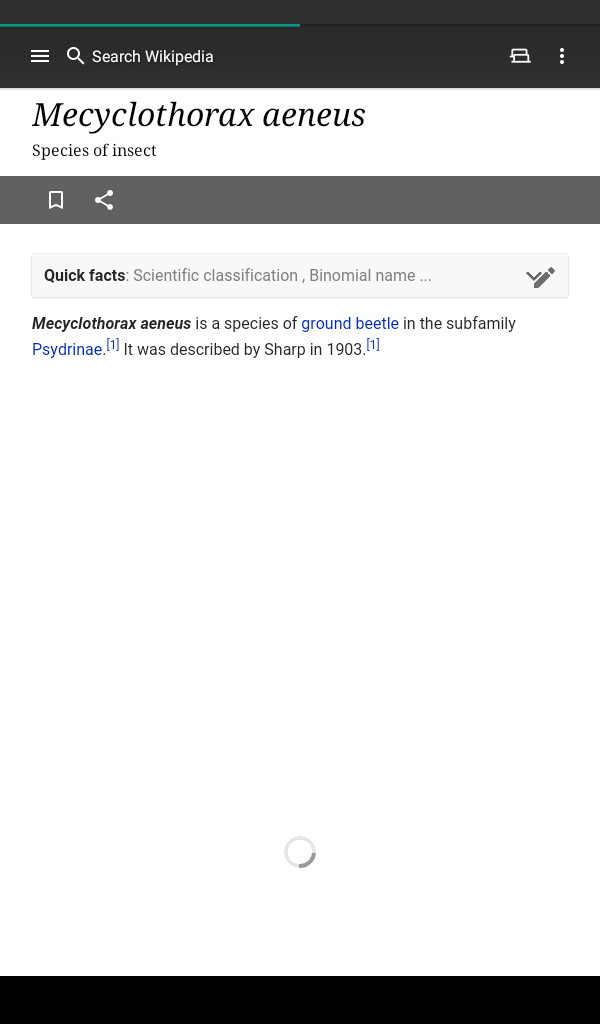 Search Wikipedia
Mecyclothorax aeneus
Species of insect
Quick facts: Scientific classification , Binomial name ...
Mecyclothorax aeneus is a species of ground beetle in the subfamily
Psydrinae.[1] It was described by Sharp in 1903.[1]